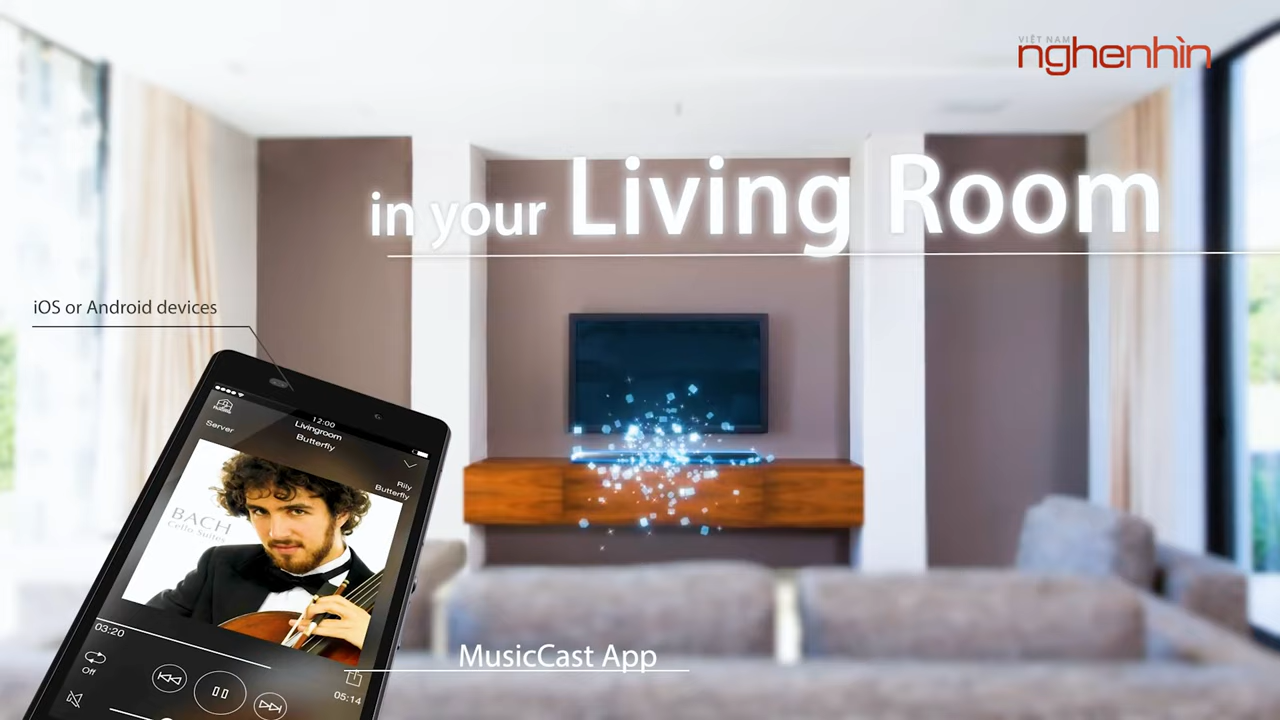 VIỆT NAM
nghenhìn
in your Living Room
iOS or Android devices
12:00
Livingroom
Butterfly
Server
Rily
Butterfly
BACH
Cello Suites
03:20
Off
05:14
MusicCast App